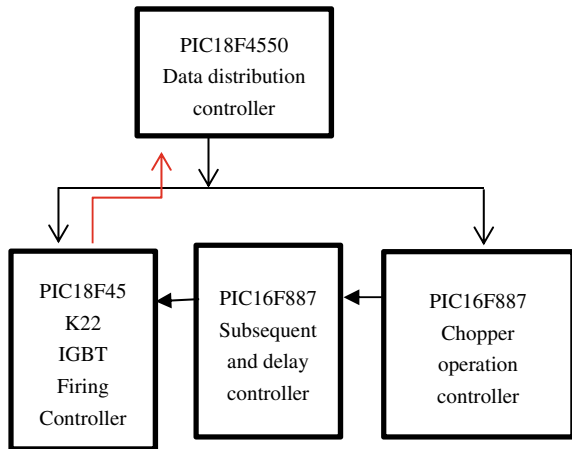 PIC18F4550
Data distribution
controller
PIC18F45
K22
IGBT
Firing
Controller
PIC16F887
Subsequent
and delay
controller
PIC16F887
Chopper
operation
controller